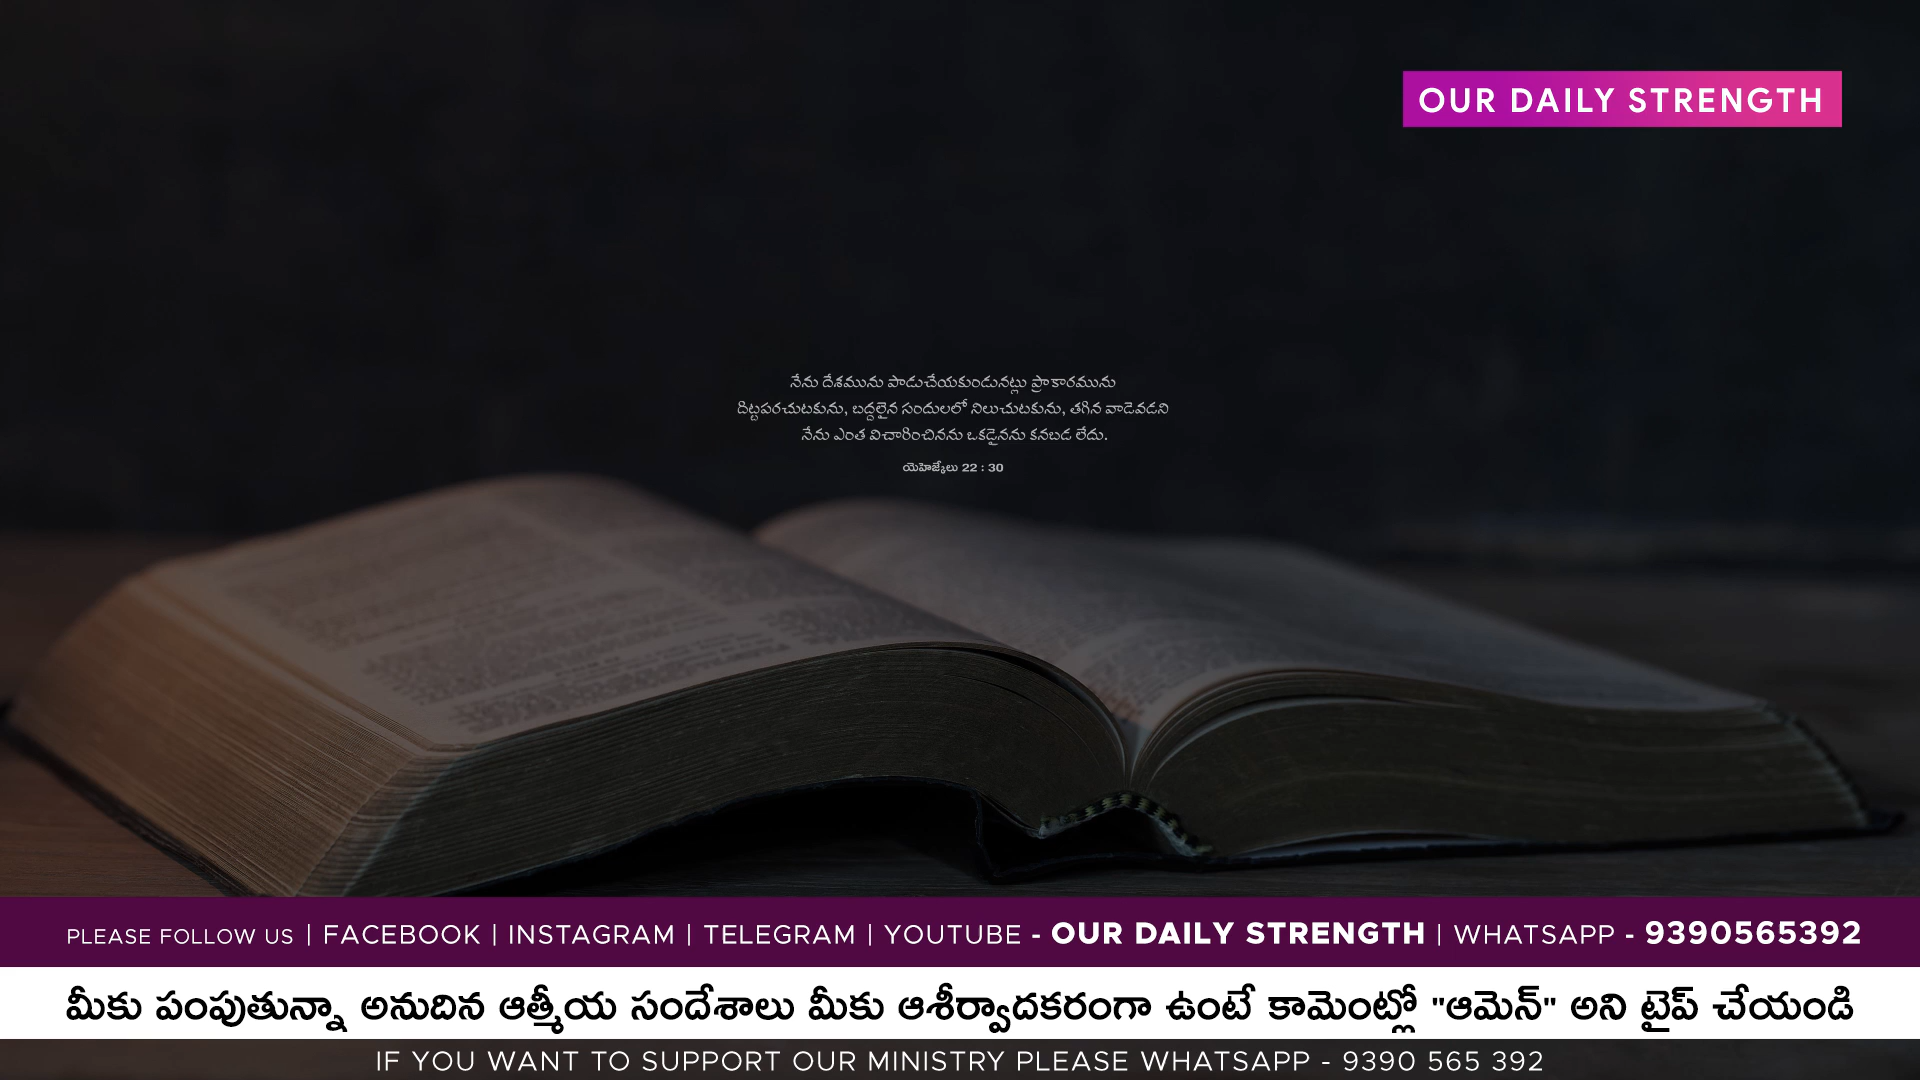 OUR DAILY STRENGTH
నేను దేశమును పాడుచేయకుండునట్లు ప్రాకారమును
దిట్టపరచుటకును, బద్దలైన సందులలో నిలుచుటకును, తగిన వాడెవడని
నేను ఎంత విచారించినను ఒకడైనను కనబడ లేదు.
యెహెజ్కేలు 22 : 30
PLEASE FOLLOW US | FACEBOOK | INSTAGRAM | TELEGRAM | YOUTUBE - OUR DAILY STRENGTH | WHATSAPP - 9390565392
మీకు పంపుతున్నా అనుదిన ఆత్మీయ సందేశాలు మీకు ఆశీర్వాదకరంగా ఉంటే కామెంట్లో "ఆమెన్" అని టైప్ చేయండి
IF YOU WANT TO SUPPORT OUR MINISTRY PLEASE WHATSAPP - 9390 565 392